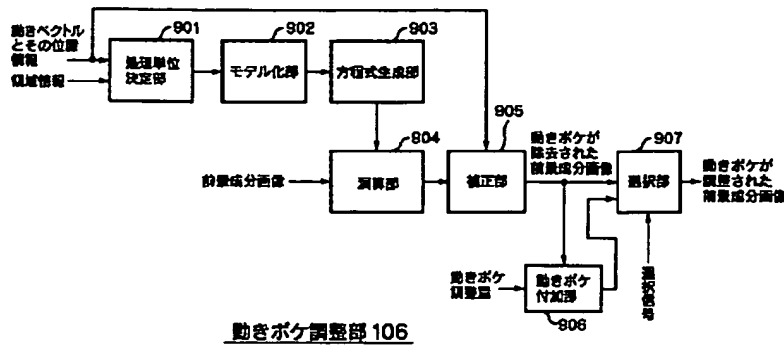 901
902
903
動きベクトル
とその位置
情報
処理単位
決定部
モデル化部
方程式生成部
領域情報
904
905
動きボケが
除去された
前景成分画像
907
前景成分画像
演算部
補正部
選択部
動きボケが
調整された
前景成分画像
動きボケ
調整量
動きボケ
付加部
選択信号
906
動きボケ調整部 106